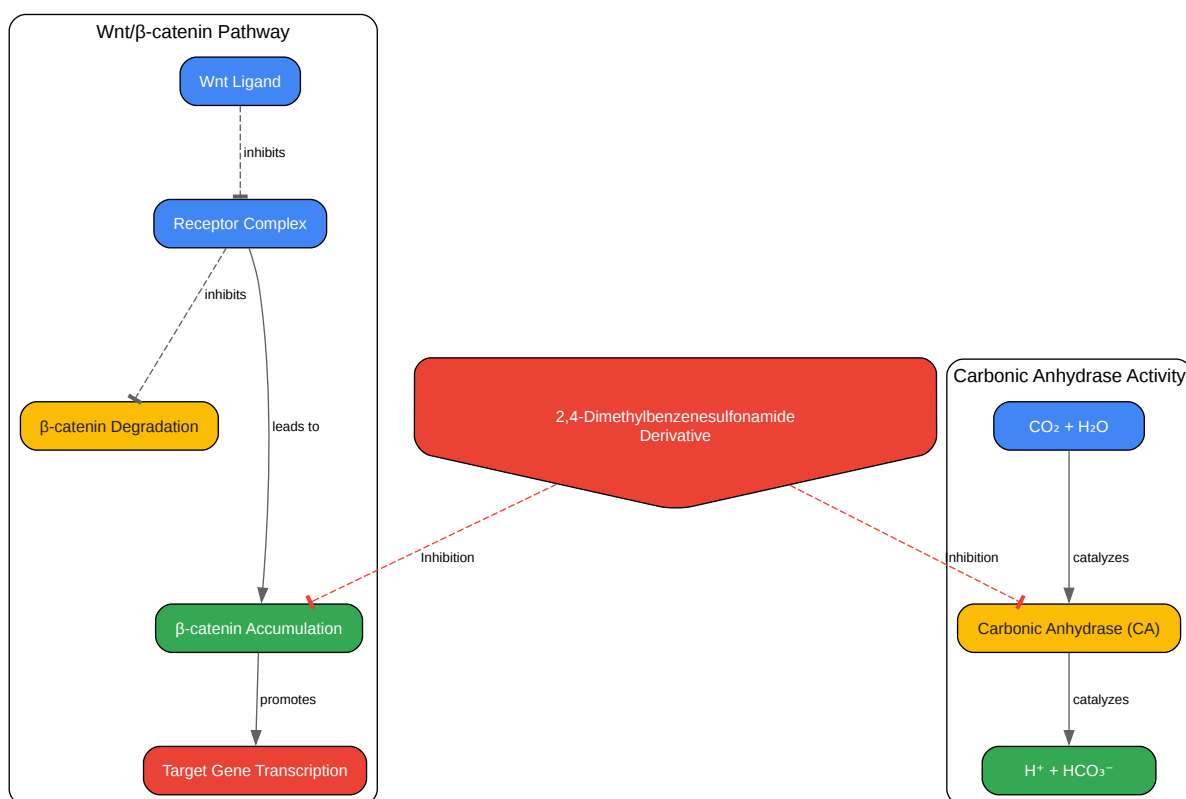 Wnt/β-catenin Pathway
Wnt Ligand
inhibits
Receptor Complex
inhibits
β-catenin Degradation
leads to
β-catenin Accumulation
promotes
Target Gene Transcription
2,4-Dimethylbenzenesulfonamide
Derivative
Inhibition
Inhibition
Carbonic Anhydrase Activity
CO₂ + H₂O
catalyzes
Carbonic Anhydrase (CA)
catalyzes
H⁺ + HCO₃⁻